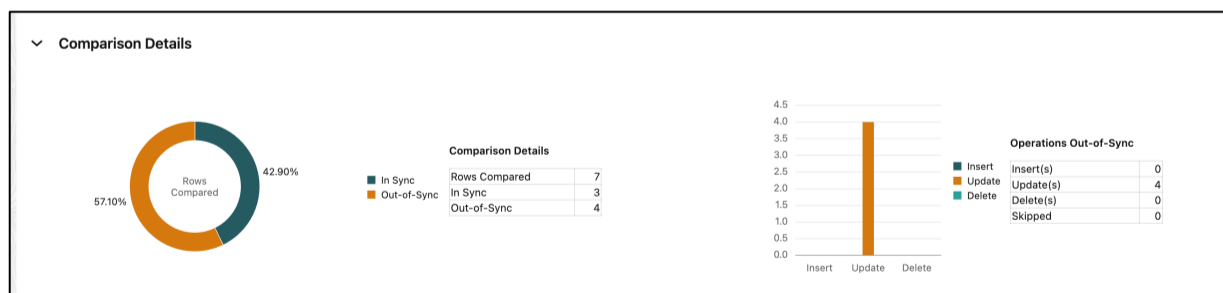 Comparison Details
Rows
Compared
42.90%
57.10%
In Sync
Out-of-Sync
Comparison Details
Rows Compared 7
In Sync 3
Out-of-Sync 4
4.5
4.0
3.5
3.0
2.5
2.0
1.5
1.0
0.5
0.0
Insert Update Delete
Insert
Update
Delete
Operations Out-of-Sync
Insert(s) 0
Update(s) 4
Delete(s) 0
Skipped 0